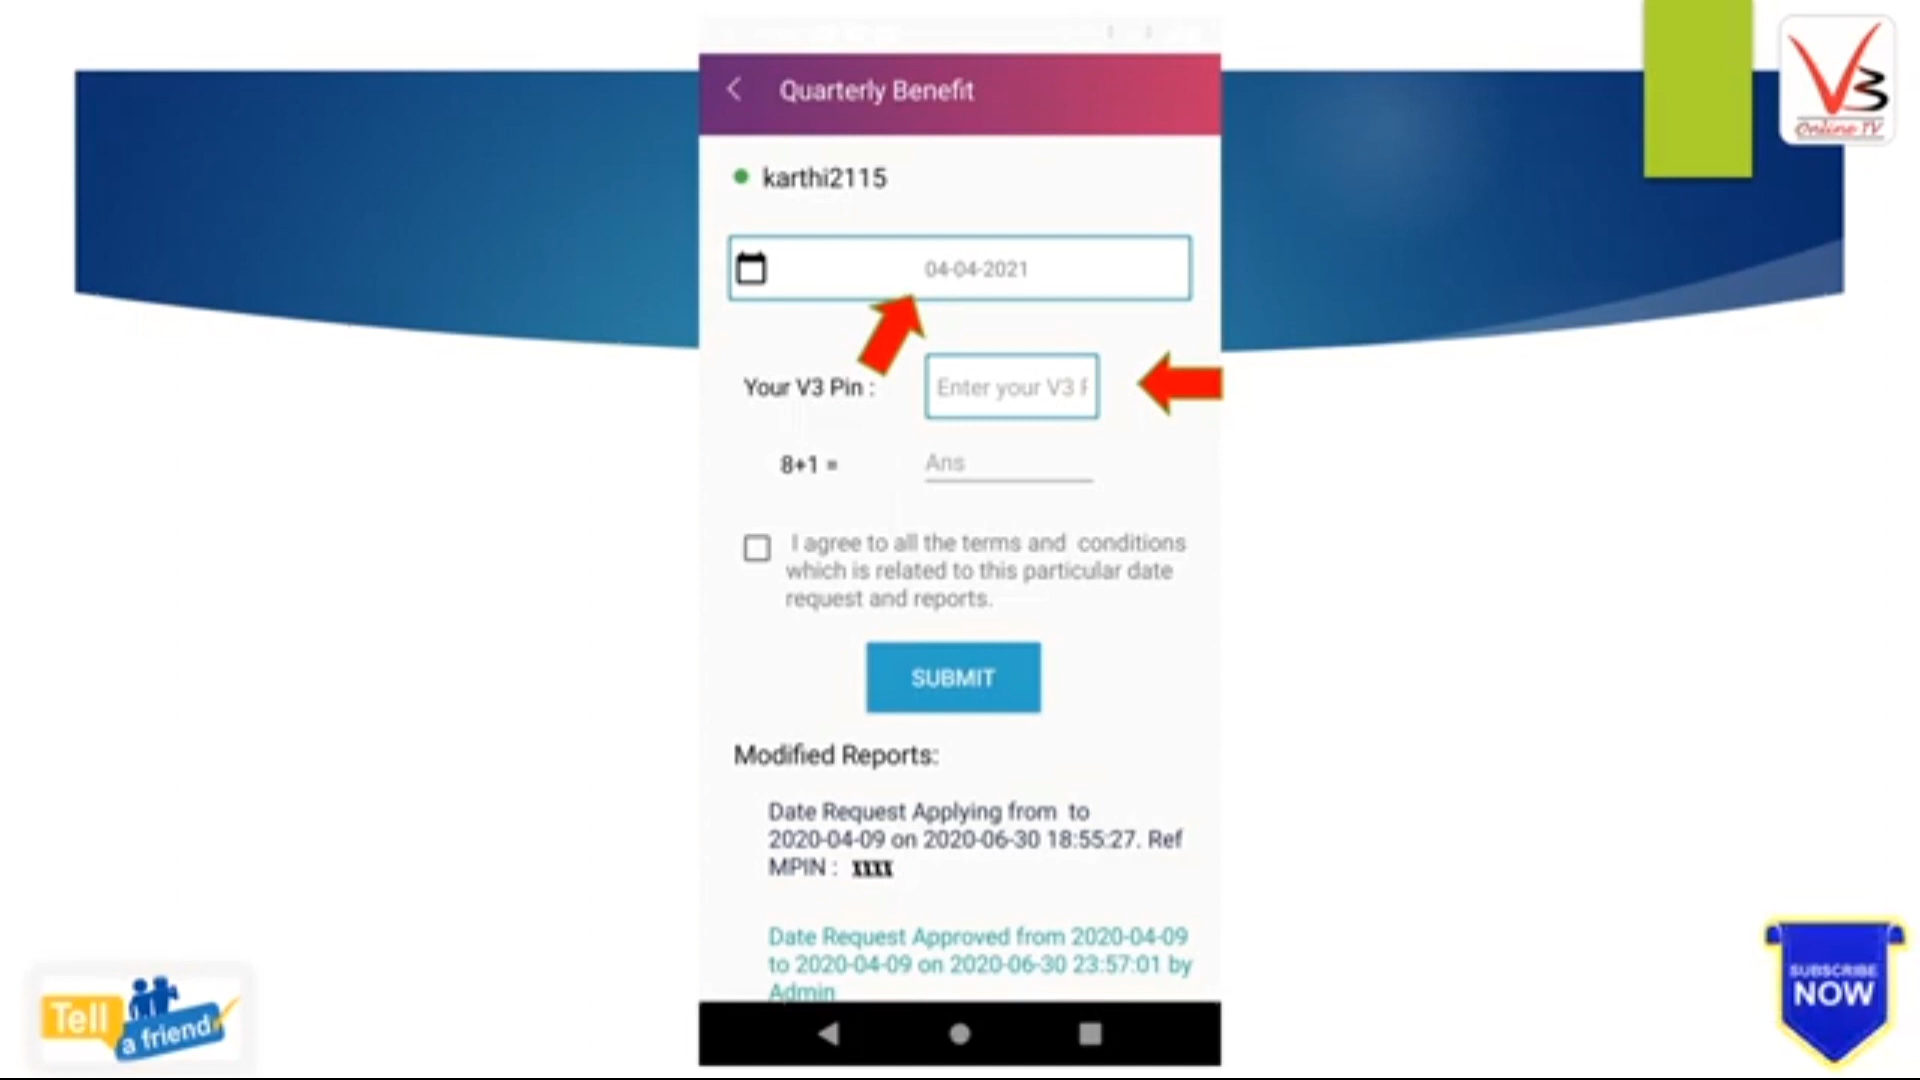 Quarterly Benefit
karthi2115
04-04-2021
Your V3 Pin :
Enter your V3 P
8+1 =
Ans
I agree to all the terms and conditions
which is related to this particular date
request and reports.
SUBMIT
Modified Reports:
Date Request Applying from to
2020-04-09 on 2020-06-30 18:55:27. Ref
MPIN : xxxx
Date Request Approved from 2020-04-09
to 2020-04-09 on 2020-06-30 23:57:01 by
Admin
V3
Online TV
Tell
a friend
SUBSCRIBE
NOW